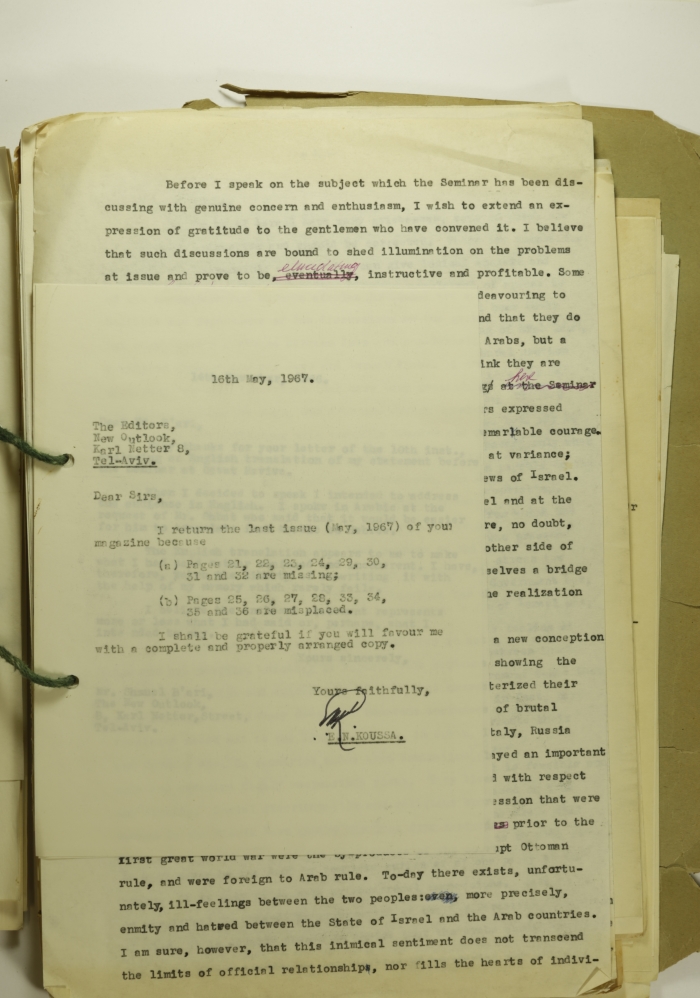 Before I speak on the subject which the Seminar has been dis-
cussing with genuine concern and enthusiasm, I wish to extend an ex-
pression of gratitude to the gentlemen who have convened it. I believe
that such discussions are bound to shed illumination on the problems
elucidating
at issue and prove to be, eventually, instructive and profitable. Some
deavouring to
nd that they do
Arabs, but a
ink they are
her
at the Seminar
rs expressed
emarkable courage.
at variance;
ews of Israel.
el and at the
re, no doubt,
other side of
selves a bridge
he realization
a new conception
showing the
terized their
of brutal
taly, Russia
ayed an important
d with respect
ession that were
prior to the
upt Ottoman
16th May, 1967.
The Editors,
New Outlook,
Karl Netter 8,
Tel-Aviv.
Dear Sirs,
I return the last issue (May, 1967) of your
magazine because
(a) Pages 21, 22, 23, 24, 29, 30,
31 and 32 are missing;
(b) Pages 25, 26, 27, 28, 33, 34,
35 and 36 are misplaced.
I shall be grateful if you will favour me
with a complete and properly arranged copy.
Yours faithfully,
E.N.KOUSSA.
first great world war were the
rule, and were foreign to Arab rule. To-day there exists, unfortu-
nately, ill-feelings between the two peoples: even, more precisely,
enmity and hatred between the State of Israel and the Arab countries.
I am sure, however, that this inimical sentiment does not transcend
the limits of official relationship, nor fills the hearts of indivi-